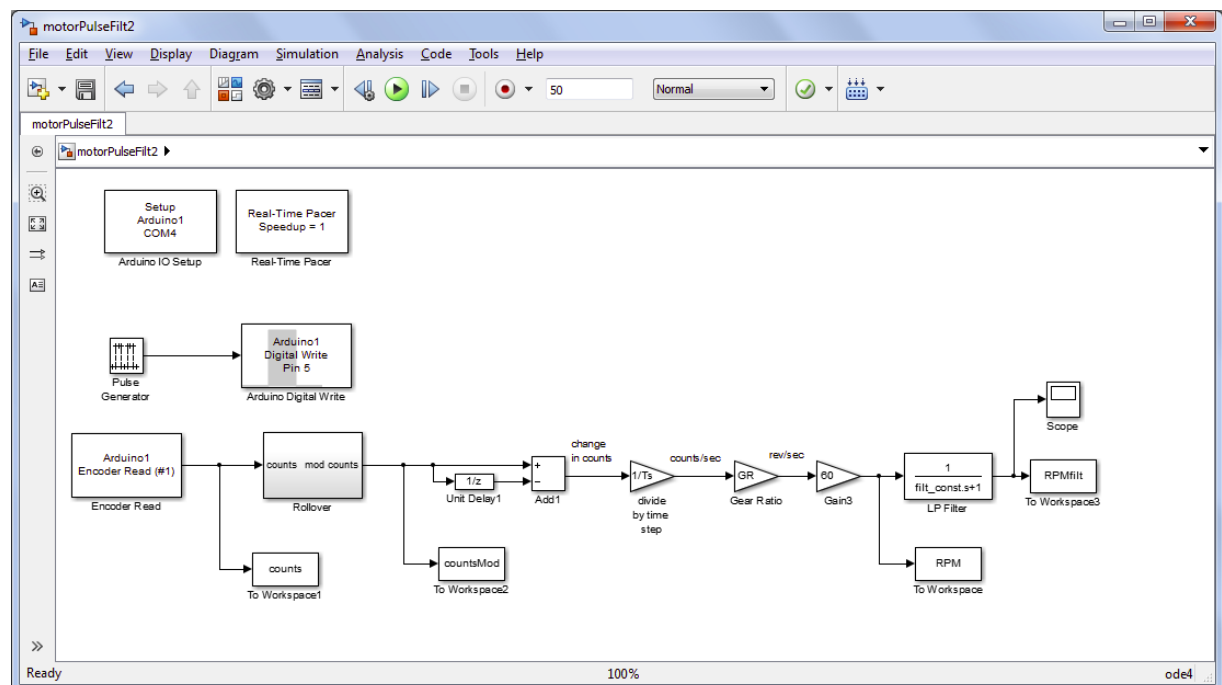 motorPulseFilt2
File Edit View Display Diagram Simulation Analysis Code Tools Help
50
Normal
motorPulseFilt2
motorPulseFilt2
Setup
Arduino1
COM4
Arduino IO Setup
Real-Time Pacer
Speedup = 1
Real-Time Pacer
Pulse
Generator
Arduino1
Digital Write
Pin 5
Arduino Digital Write
Arduino1
Encoder Read (#1)
Encoder Read
counts mod counts
Rollover
1/z
Unit Delay1
+
−
Add1
change
in counts
1/Ts
divide
by time
step
counts/sec
GR
Gear Ratio
rev/sec
60
Gain3
1
filt_const.s+1
LP Filter
Scope
RPMfilt
To Workspace3
counts
To Workspace1
countsMod
To Workspace2
RPM
To Workspace
Ready
100%
ode4